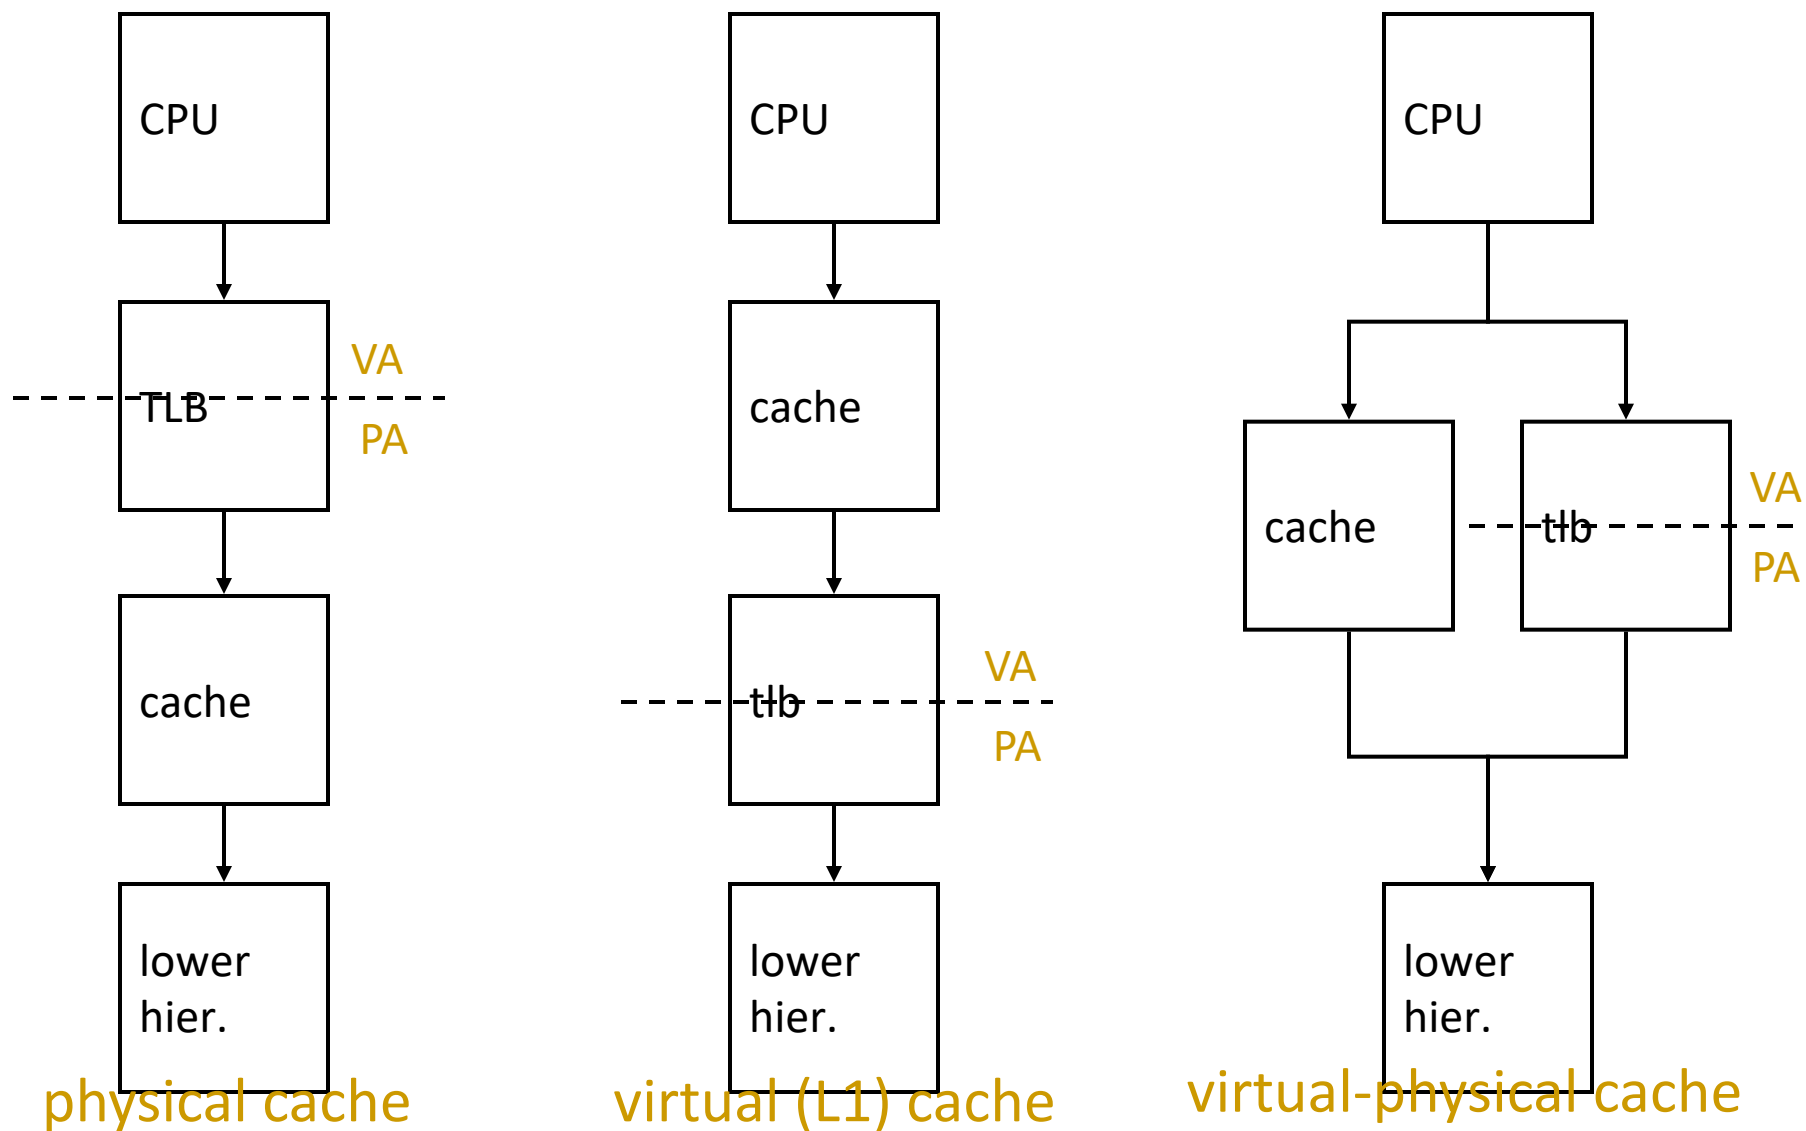 CPU
TLB
VA
PA
cache
lower
hier.
physical cache
CPU
cache
tlb
VA
PA
lower
hier.
virtual (L1) cache
CPU
cache
tlb
VA
PA
lower
hier.
virtual-physical cache